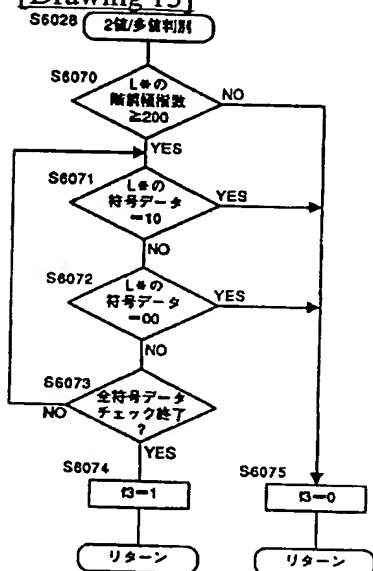 [Drawing 15]
S6028
2値/多値判別
S6070
L*の
階調幅指数
≧200
NO
YES
S6071
L*の
符号データ
=10
YES
NO
S6072
L*の
符号データ
=00
YES
NO
S6073
全符号データ
チェック終了
?
NO
YES
S6074
f3=1
S6075
f3=0
リターン
リターン